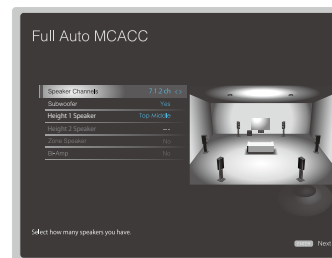 Full Auto MCACC
Speaker Channels 7.1.2 ch < >
Subwoofer Yes
Height 1 Speaker Top Middle
Height 2 Speaker ---
Zone Speaker No
Bi-Amp No
Select how many speakers you have.
ENTER Next